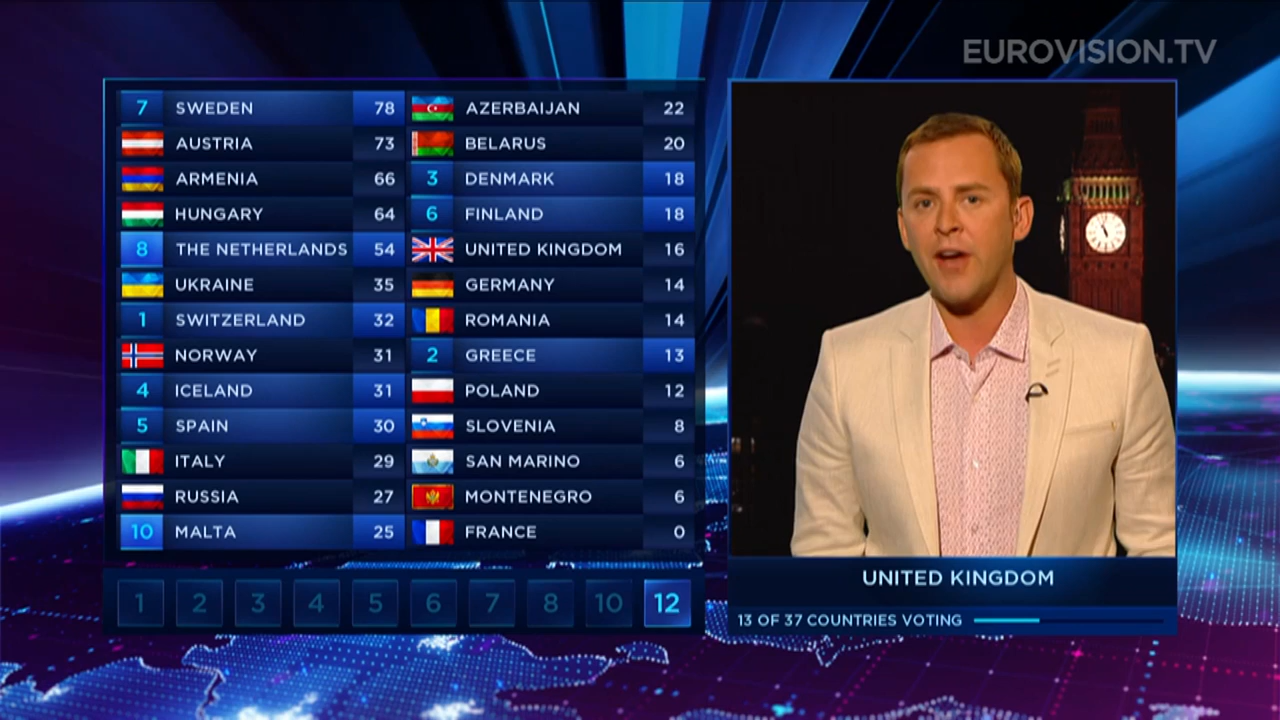 EUROVISION.TV
7 SWEDEN 78
AUSTRIA 73
ARMENIA 66
HUNGARY 64
8 THE NETHERLANDS 54
UKRAINE 35
1 SWITZERLAND 32
NORWAY 31
4 ICELAND 31
5 SPAIN 30
ITALY 29
RUSSIA 27
10 MALTA 25
AZERBAIJAN 22
BELARUS 20
3 DENMARK 18
6 FINLAND 18
UNITED KINGDOM 16
GERMANY 14
ROMANIA 14
2 GREECE 13
POLAND 12
SLOVENIA 8
SAN MARINO 6
MONTENEGRO 6
FRANCE 0
1 2 3 4 5 6 7 8 10 12
UNITED KINGDOM
13 OF 37 COUNTRIES VOTING